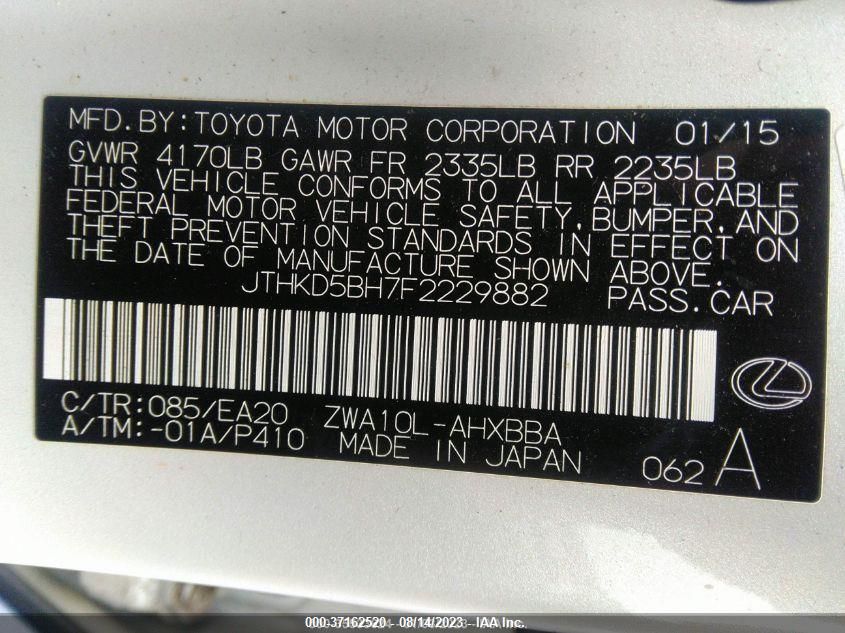 MFD.BY:TOYOTA MOTOR CORPORATION 01/15
GVWR 4170LB GAWR FR 2335LB RR 2235LB
THIS VEHICLE CONFORMS TO ALL APPLICABLE
FEDERAL MOTOR VEHICLE SAFETY,BUMPER,AND
THEFT PREVENTION STANDARDS IN EFFECT ON
THE DATE OF MANUFACTURE SHOWN ABOVE.
JTHKD5BH7F2229882 PASS.CAR
C/TR:085/EA20 ZWA10L-AHXBBA
A/TM:-01A/P410 MADE IN JAPAN
062 A
000-37162520 - 08/14/2023 - IAA Inc.